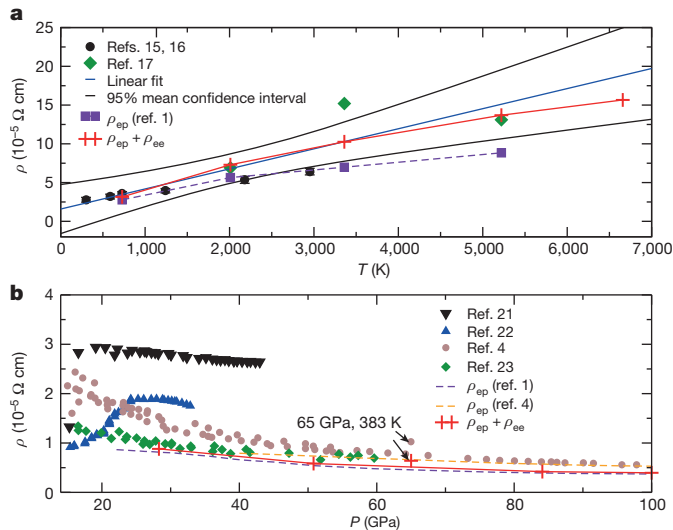 a
25
20
15
10
5
0
ρ (10⁻⁵ Ω cm)
Refs. 15, 16
Ref. 17
Linear fit
95% mean confidence interval
ρep (ref. 1)
ρep + ρee
0 1,000 2,000 3,000 4,000 5,000 6,000 7,000
T (K)
b
4
3
2
1
0
ρ (10⁻⁵ Ω cm)
Ref. 21
Ref. 22
Ref. 4
Ref. 23
ρep (ref. 1)
ρep (ref. 4)
ρep + ρee
65 GPa, 383 K
20 40 60 80 100
P (GPa)